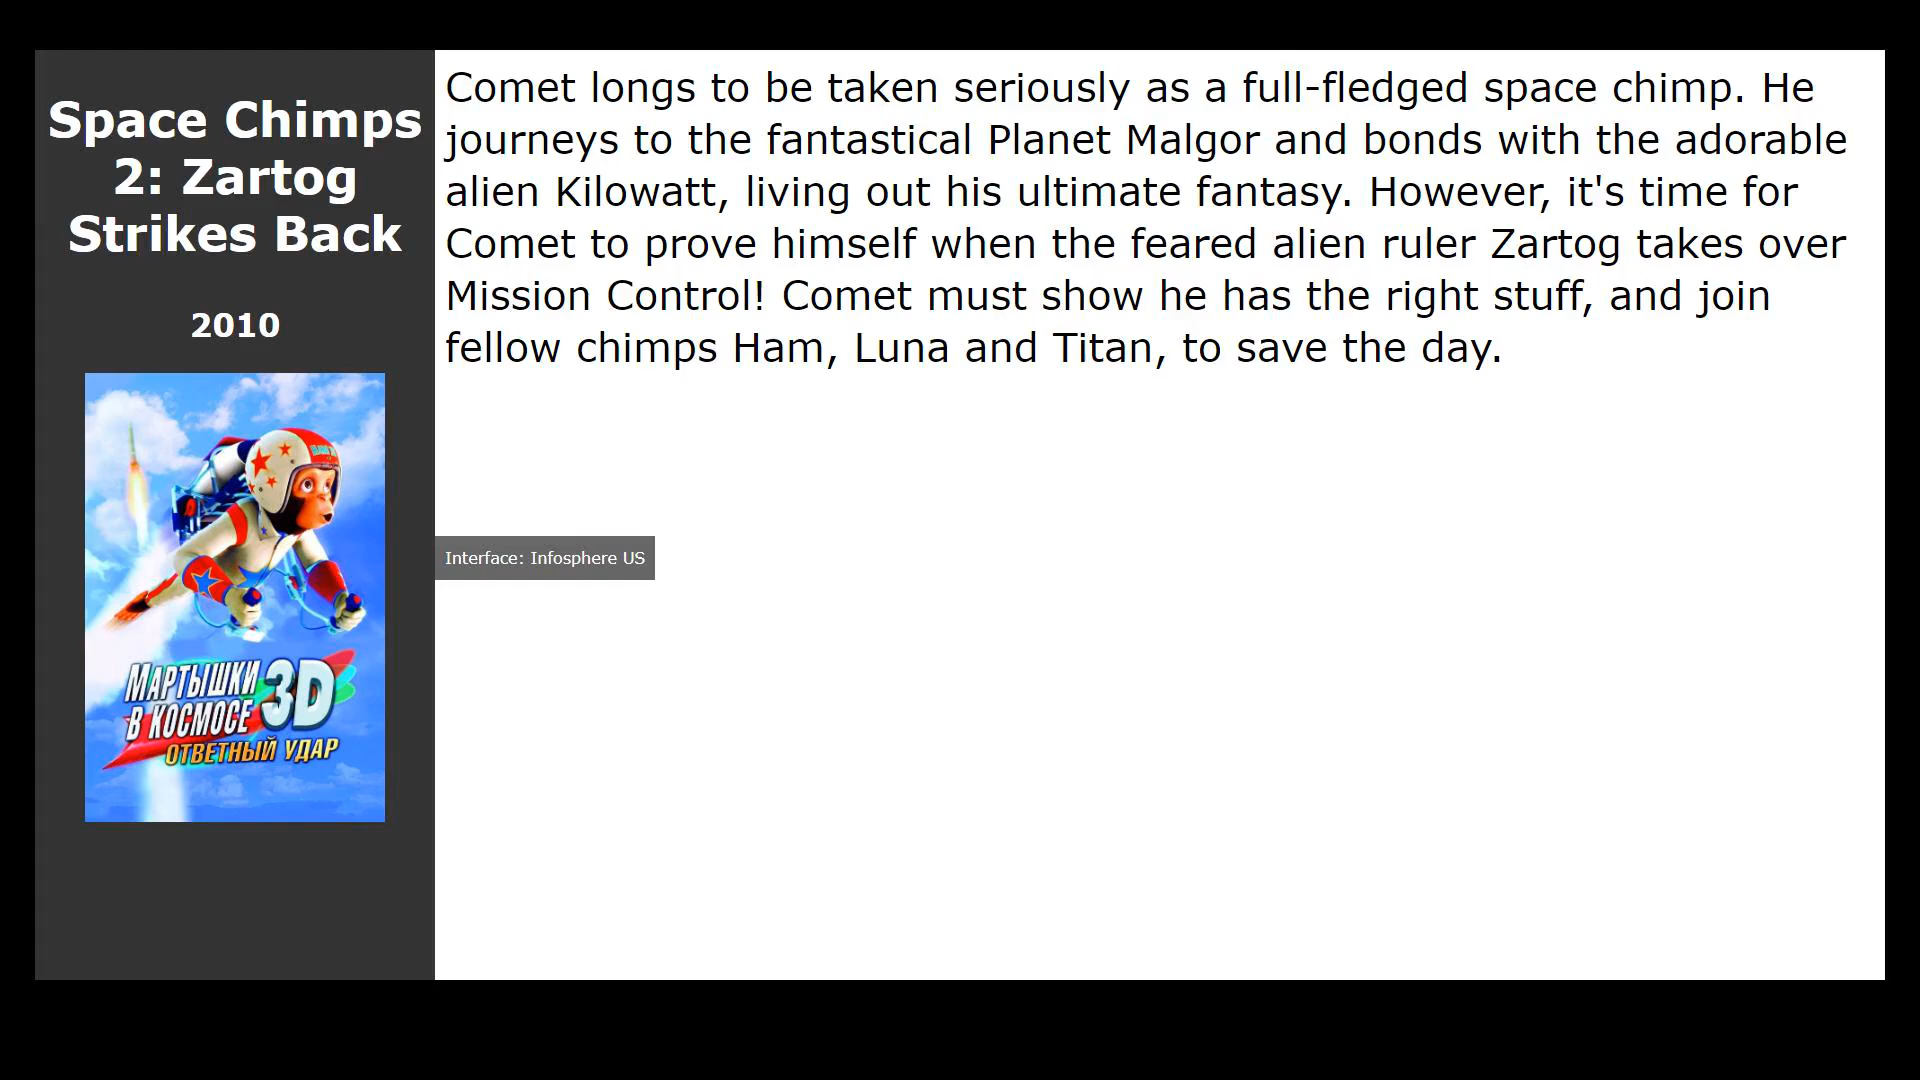 Space Chimps
2: Zartog
Strikes Back
2010
МАРТЫШКИ
В КОСМОСЕ 3D
ОТВЕТНЫЙ УДАР
Comet longs to be taken seriously as a full-fledged space chimp. He
journeys to the fantastical Planet Malgor and bonds with the adorable
alien Kilowatt, living out his ultimate fantasy. However, it's time for
Comet to prove himself when the feared alien ruler Zartog takes over
Mission Control! Comet must show he has the right stuff, and join
fellow chimps Ham, Luna and Titan, to save the day.
Interface: Infosphere US